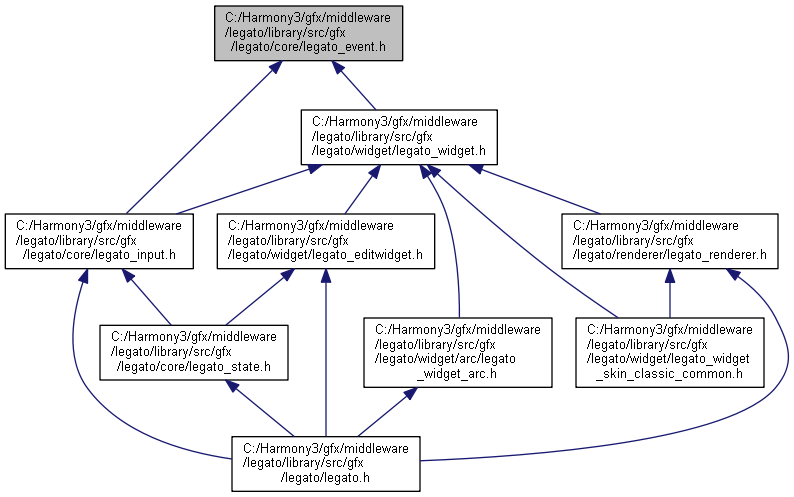 C:/Harmony3/gfx/middleware
/legato/library/src/gfx
/legato/core/legato_event.h
C:/Harmony3/gfx/middleware
/legato/library/src/gfx
/legato/widget/legato_widget.h
C:/Harmony3/gfx/middleware
/legato/library/src/gfx
/legato/core/legato_input.h
C:/Harmony3/gfx/middleware
/legato/library/src/gfx
/legato/widget/legato_editwidget.h
C:/Harmony3/gfx/middleware
/legato/library/src/gfx
/legato/renderer/legato_renderer.h
C:/Harmony3/gfx/middleware
/legato/library/src/gfx
/legato/core/legato_state.h
C:/Harmony3/gfx/middleware
/legato/library/src/gfx
/legato/widget/arc/legato
_widget_arc.h
C:/Harmony3/gfx/middleware
/legato/library/src/gfx
/legato/widget/legato_widget
_skin_classic_common.h
C:/Harmony3/gfx/middleware
/legato/library/src/gfx
/legato/legato.h